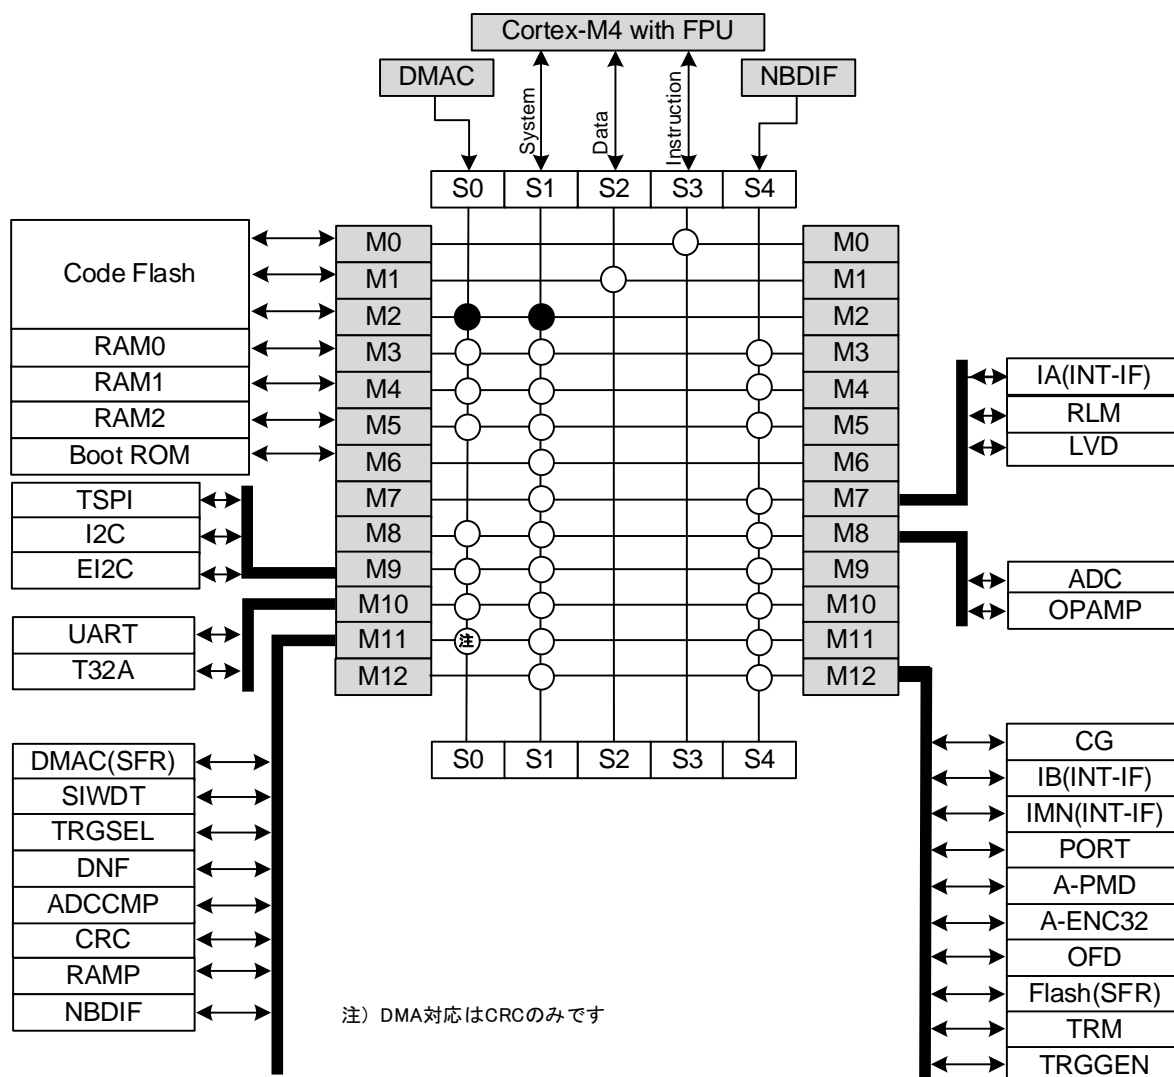 Cortex-M4 with FPU
DMAC
NBDIF
System
Data
Instruction
S0 S1 S2 S3 S4
M0 M0
Code Flash M1 M1
M2 M2
RAM0 M3 M3
IA(INT-IF)
RAM1 M4 M4
RLM
RAM2 M5 M5
LVD
Boot ROM M6 M6
TSPI M7 M7
I2C M8 M8
EI2C M9 M9 ADC
M10 M10 OPAMP
UART M11 注 M11
T32A M12 M12
S0 S1 S2 S3 S4
DMAC(SFR)
SIWDT
TRGSEL
DNF
ADCCMP
CRC
RAMP
NBDIF
CG
IB(INT-IF)
IMN(INT-IF)
PORT
A-PMD
A-ENC32
OFD
Flash(SFR)
TRM
TRGGEN
注) DMA対応はCRCのみです